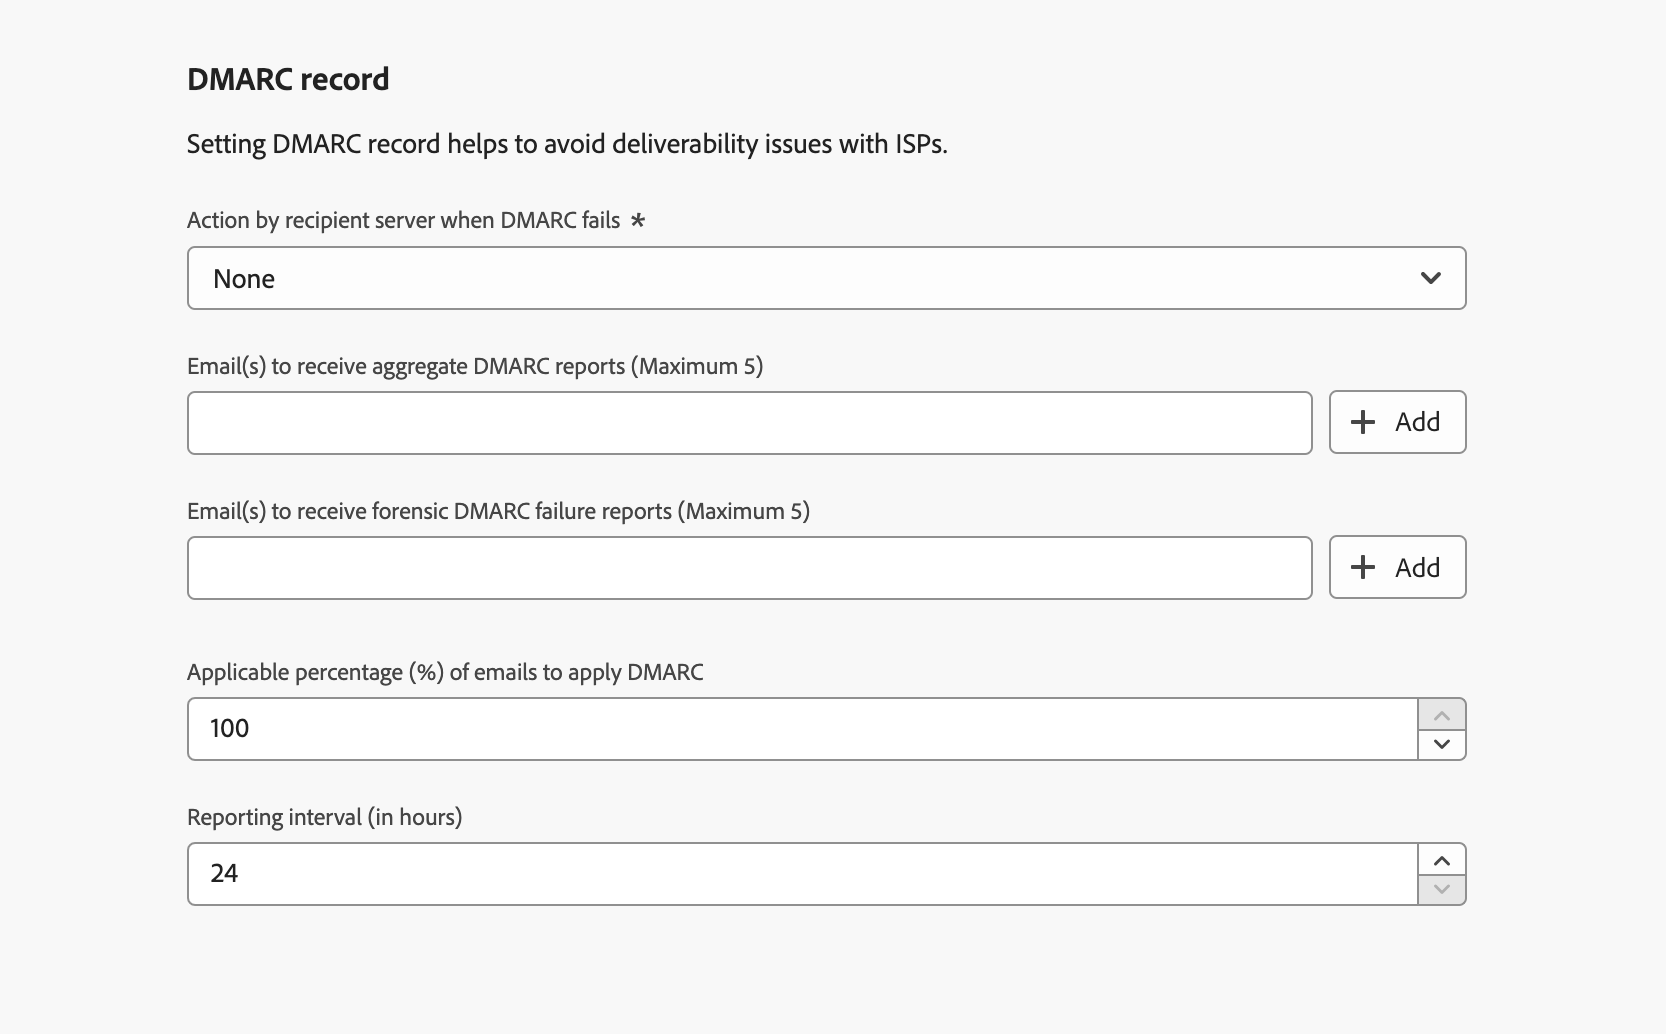 DMARC record
Setting DMARC record helps to avoid deliverability issues with ISPs.
Action by recipient server when DMARC fails *
None
Email(s) to receive aggregate DMARC reports (Maximum 5)
+ Add
Email(s) to receive forensic DMARC failure reports (Maximum 5)
+ Add
Applicable percentage (%) of emails to apply DMARC
100
Reporting interval (in hours)
24